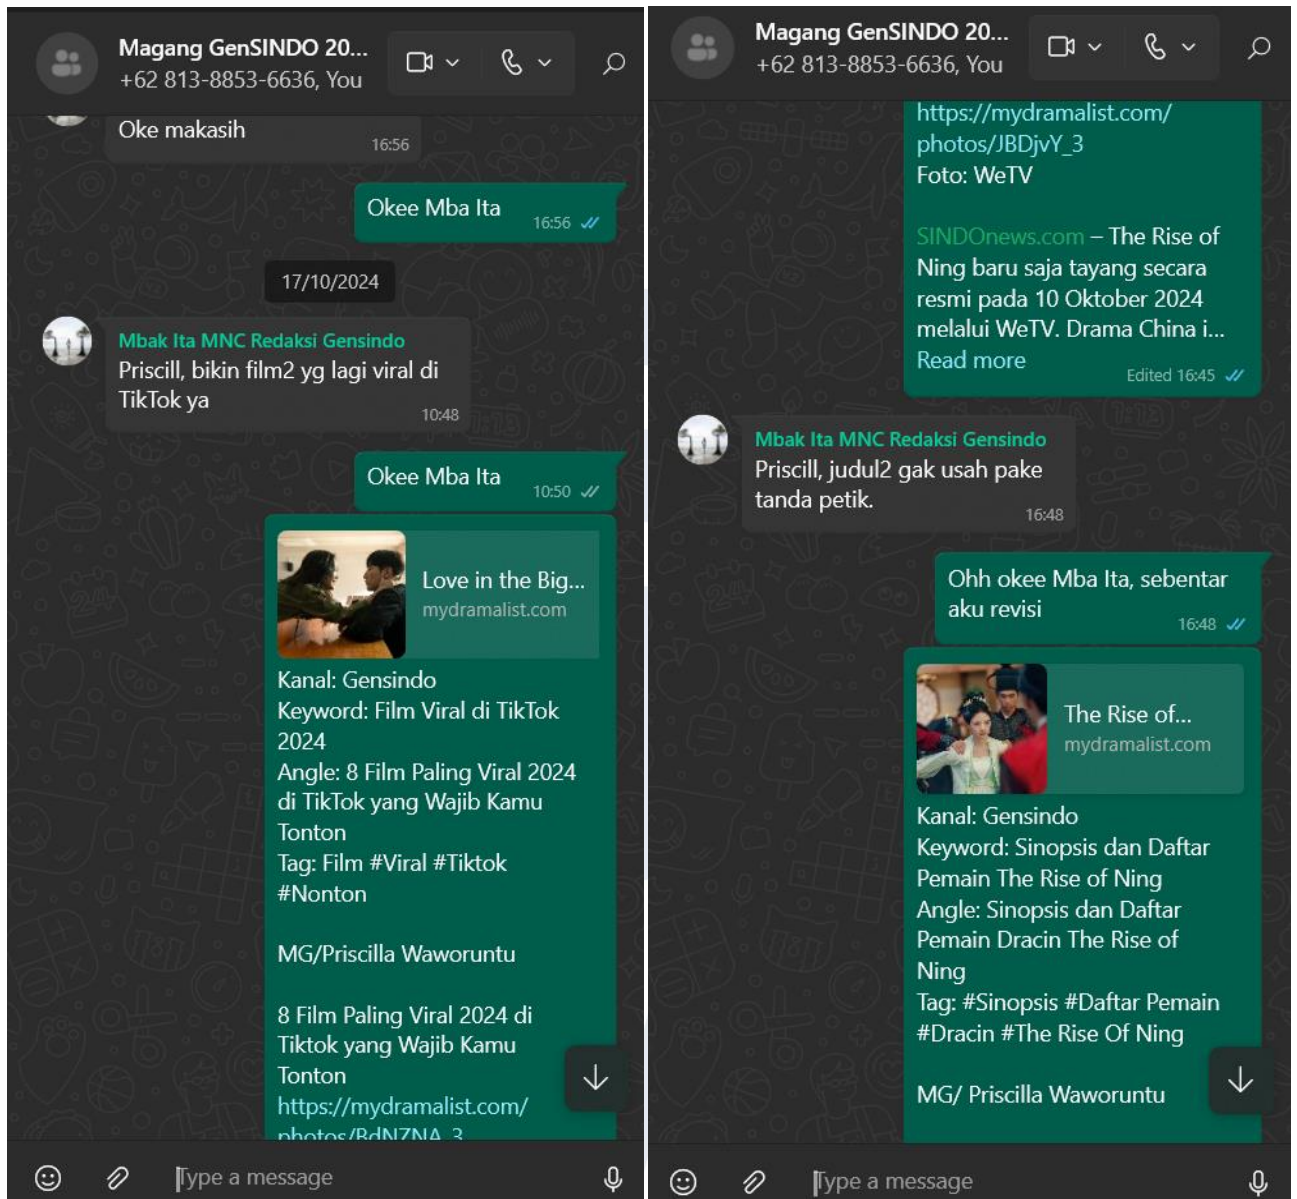 Magang GenSINDO 20...
+62 813-8853-6636, You
Oke makasih
16:56
Okee Mba Ita
16:56
17/10/2024
Mbak Ita MNC Redaksi Gensindo
Priscill, bikin film2 yg lagi viral di
TikTok ya
10:48
Okee Mba Ita
10:50
Love in the Big...
mydramalist.com
Kanal: Gensindo
Keyword: Film Viral di TikTok
2024
Angle: 8 Film Paling Viral 2024
di TikTok yang Wajib Kamu
Tonton
Tag: Film #Viral #Tiktok
#Nonton
MG/Priscilla Waworuntu
8 Film Paling Viral 2024 di
Tiktok yang Wajib Kamu
Tonton
https://mydramalist.com/
photos/BdNZNA_3
Type a message
Magang GenSINDO 20...
+62 813-8853-6636, You
https://mydramalist.com/
photos/JBDjvY_3
Foto: WeTV
SINDOnews.com – The Rise of
Ning baru saja tayang secara
resmi pada 10 Oktober 2024
melalui WeTV. Drama China i...
Read more
Edited 16:45
Mbak Ita MNC Redaksi Gensindo
Priscill, judul2 gak usah pake
tanda petik.
16:48
Ohh okee Mba Ita, sebentar
aku revisi
16:48
The Rise of...
mydramalist.com
Kanal: Gensindo
Keyword: Sinopsis dan Daftar
Pemain The Rise of Ning
Angle: Sinopsis dan Daftar
Pemain Dracin The Rise of
Ning
Tag: #Sinopsis #Daftar Pemain
#Dracin #The Rise Of Ning
MG/ Priscilla Waworuntu
Type a message